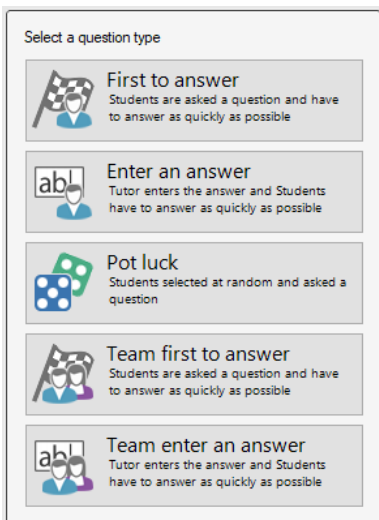 Select a question type
First to answer
Students are asked a question and have
to answer as quickly as possible
ab
Enter an answer
Tutor enters the answer and Students
have to answer as quickly as possible
Pot luck
Students selected at random and asked a
question
Team first to answer
Students are asked a question and have
to answer as quickly as possible
ab
Team enter an answer
Tutor enters the answer and Students
have to answer as quickly as possible